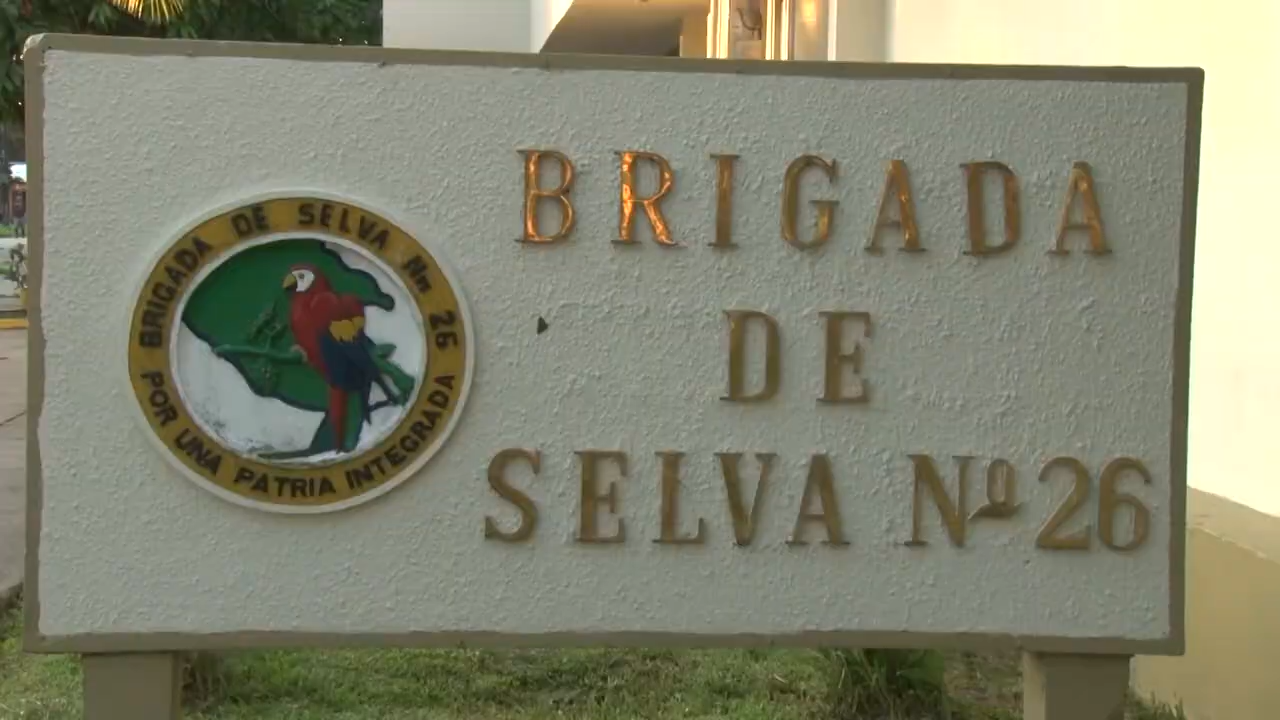 BRIGADA DE SELVA Nº 26
POR UNA PATRIA INTEGRADA
BRIGADA
DE
SELVA Nº 26